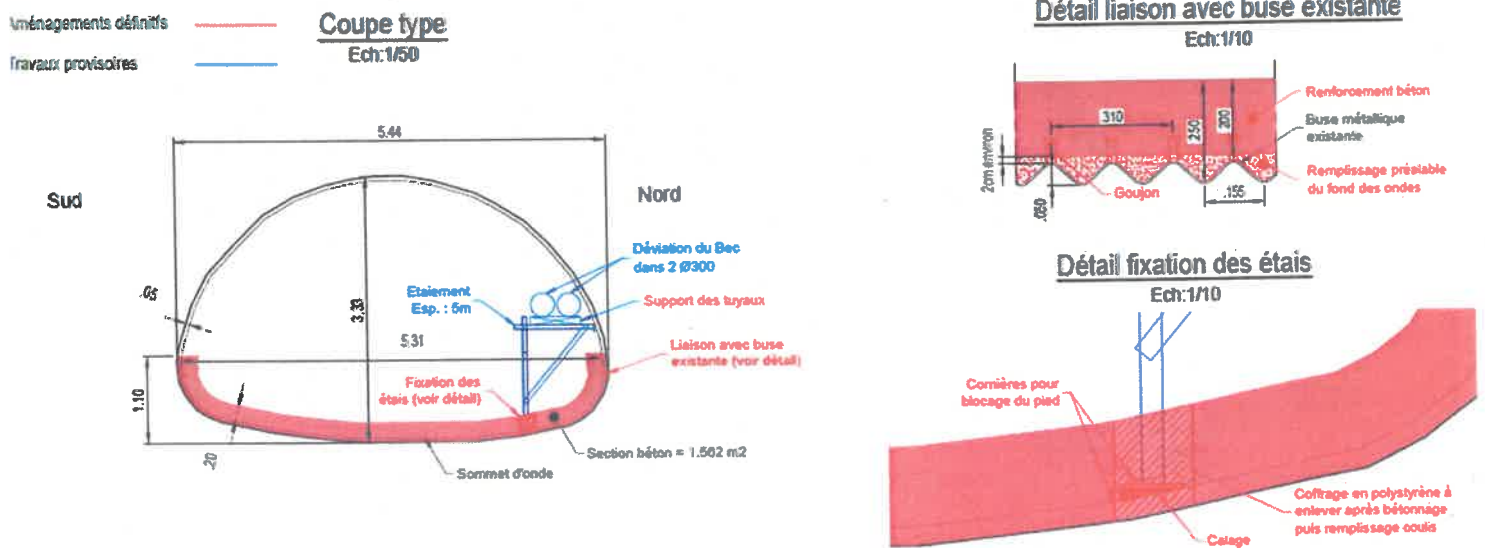 Aménagements définitifs
Travaux provisoires
Coupe type
Ech:1/50
5.44
Sud
Nord
3,33
.05
5,31
1.10
.20
Déviation du Bec
dans 2 Ø300
Etaiement
Esp. : 5m
Support des tuyaux
Liaison avec buse
existante (voir détail)
Fixation des
étais (voir détail)
Section béton = 1.562 m2
Sommet d'onde
Détail liaison avec buse existante
Ech:1/10
310
250
200
2cm environ
.050
.155
Goujon
Renforcement béton
Buse métallique
existante
Remplissage préalable
du fond des ondes
Détail fixation des étais
Ech:1/10
Cornières pour
blocage du pied
Coffrage en polystyrène à
enlever après bétonnage
puis remplissage coulis
Calage